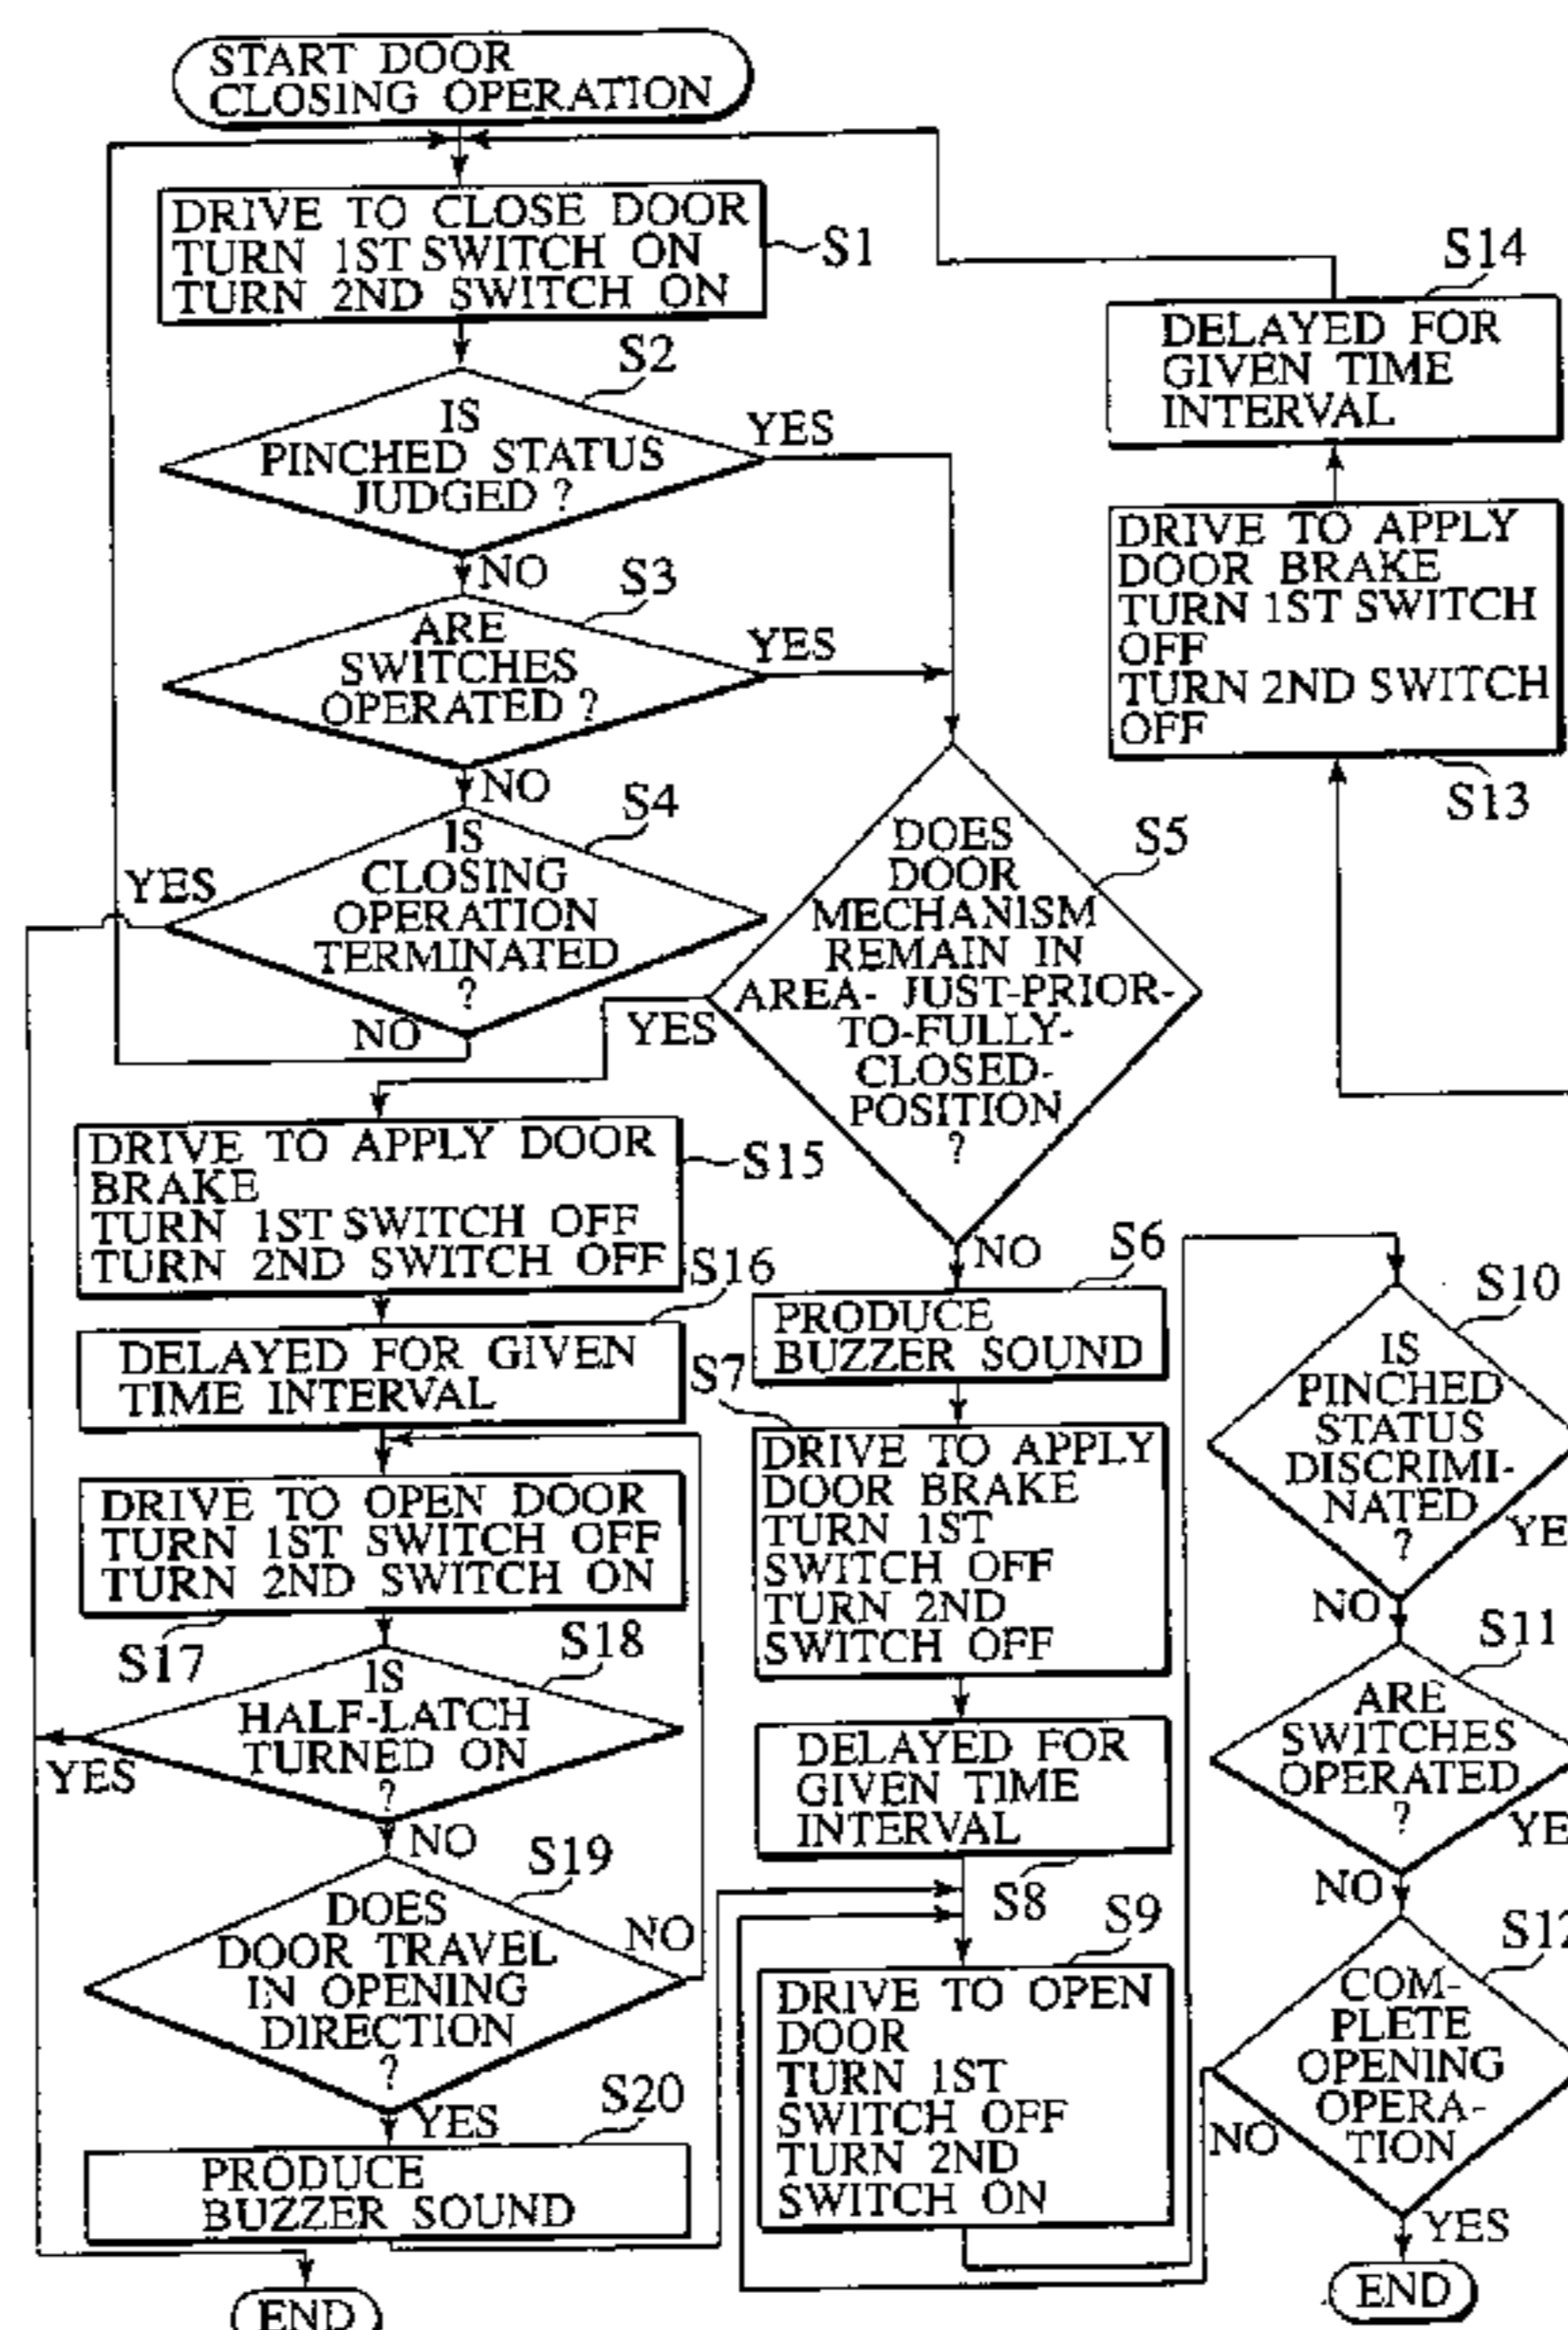 START DOOR
CLOSING OPERATION
DRIVE TO CLOSE DOOR
TURN 1ST SWITCH ON
TURN 2ND SWITCH ON
S1
S2
IS
PINCHED STATUS
JUDGED ?
YES
NO
S3
ARE
SWITCHES
OPERATED ?
YES
NO
S4
IS
CLOSING
OPERATION
TERMINATED
?
YES
NO
S5
DOES
DOOR
MECHANISM
REMAIN IN
AREA- JUST-PRIOR-
TO-FULLY-
CLOSED-
POSITION
?
YES
NO
S14
DELAYED FOR
GIVEN TIME
INTERVAL
DRIVE TO APPLY
DOOR BRAKE
TURN 1ST SWITCH
OFF
TURN 2ND SWITCH
OFF
S13
DRIVE TO APPLY DOOR
BRAKE
TURN 1ST SWITCH OFF
TURN 2ND SWITCH OFF
S15
S16
DELAYED FOR GIVEN
TIME INTERVAL
DRIVE TO OPEN DOOR
TURN 1ST SWITCH OFF
TURN 2ND SWITCH ON
S17
S18
IS
HALF-LATCH
TURNED ON
?
YES
NO
S19
DOES
DOOR TRAVEL
IN OPENING
DIRECTION
?
NO
YES
S20
PRODUCE
BUZZER SOUND
END
S6
PRODUCE
BUZZER SOUND
S7
DRIVE TO APPLY
DOOR BRAKE
TURN 1ST
SWITCH OFF
TURN 2ND
SWITCH OFF
DELAYED FOR
GIVEN TIME
INTERVAL
S8
S9
DRIVE TO OPEN
DOOR
TURN 1ST
SWITCH OFF
TURN 2ND
SWITCH ON
S10
IS
PINCHED
STATUS
DISCRIMI-
NATED
?
YE
NO
S11
ARE
SWITCHES
OPERATED
?
YE
NO
S12
COM-
PLETE
OPENING
OPERA-
TION
NO
YES
END